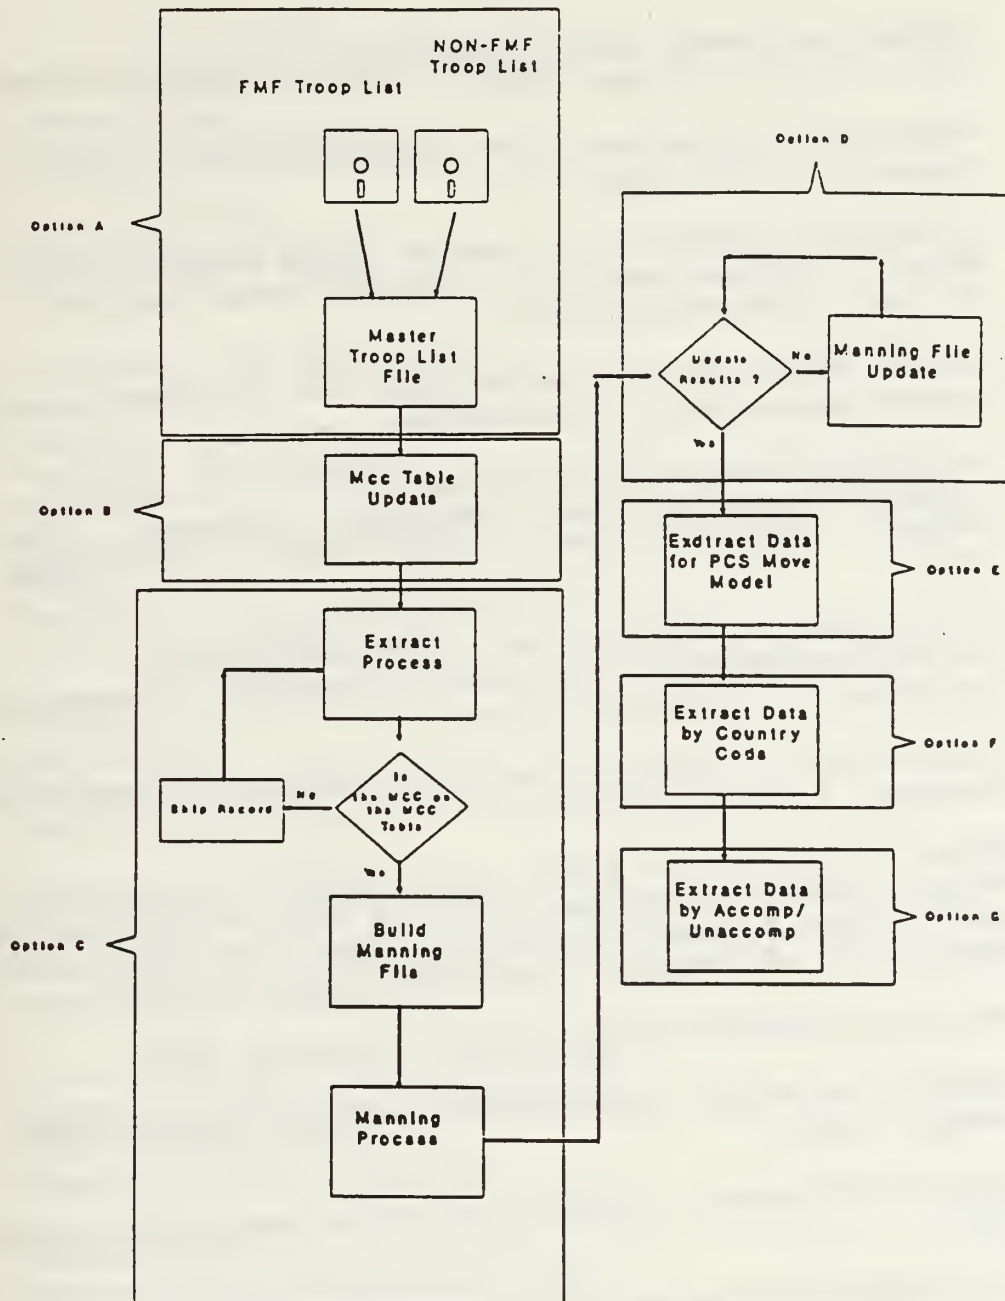 NON-FMF
Troop List
FMF Troop List
Option A
Master
Troop List
File
Option B
Mcc Table
Update
Option C
Extract
Process
Is
the MCC on
the MCC
Table
No
Skip Record
Yes
Build
Manning
File
Manning
Process
Option D
Update
Results ?
No
Manning File
Update
Yes
Exdtract Data
for PCS Move
Model
Option E
Extract Data
by Country
Code
Option F
Extract Data
by Accomp/
Unaccomp
Option G